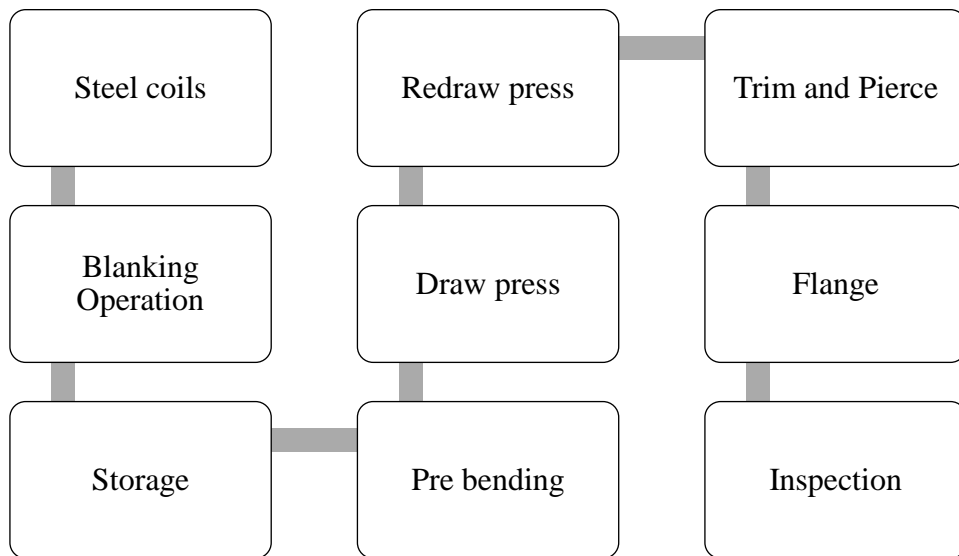 Steel coils
Blanking
Operation
Storage
Pre bending
Draw press
Redraw press
Trim and Pierce
Flange
Inspection